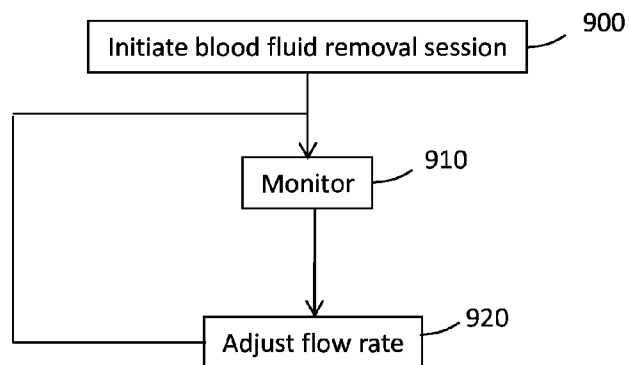 Initiate blood fluid removal session
900
Monitor
910
Adjust flow rate
920